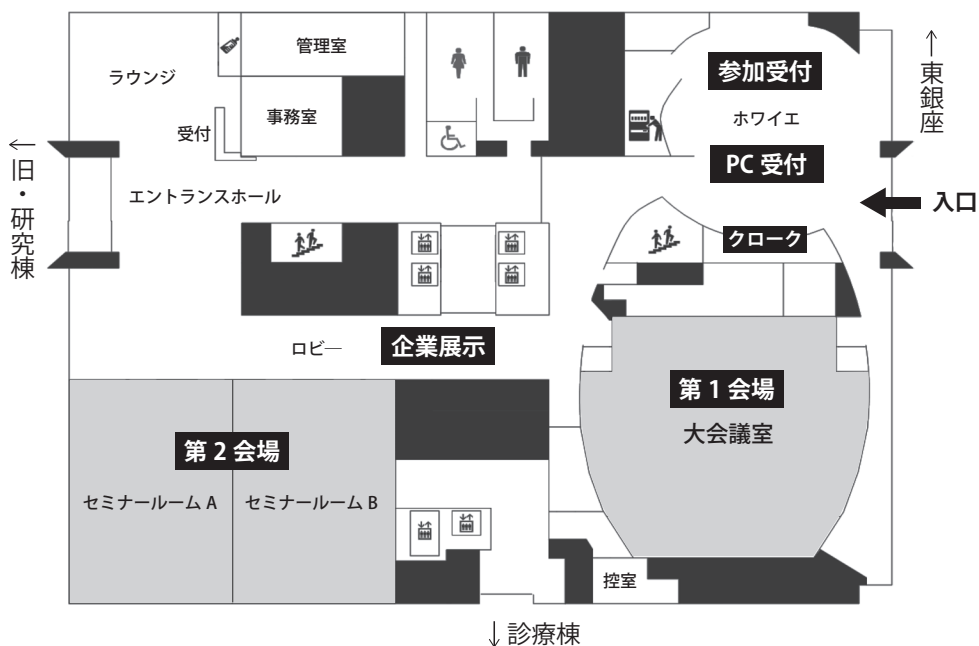 管理室
ラウンジ
参加受付
事務室
ホワイエ
受付
↑東銀座
PC 受付
←旧・研究棟
エントランスホール
入口
クローク
ロビー
企業展示
第 1 会場
大会議室
第 2 会場
セミナールーム A
セミナールーム B
控室
↓診療棟